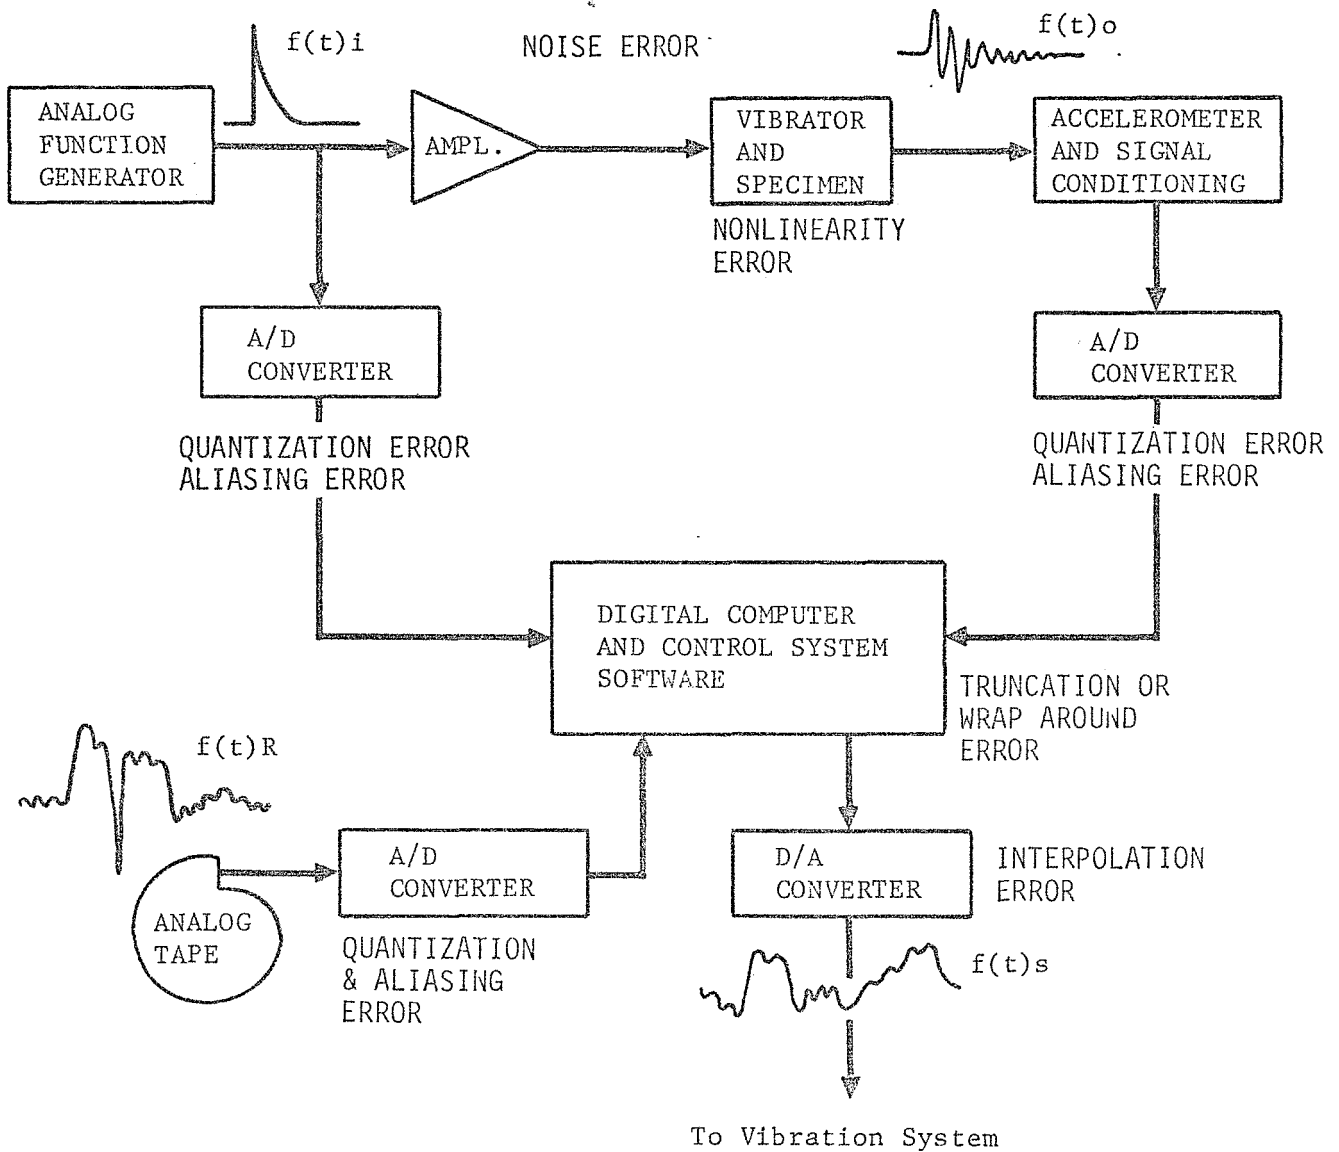 f(t)i
NOISE ERROR
f(t)o
ANALOG
FUNCTION
GENERATOR
AMPL.
VIBRATOR
AND
SPECIMEN
ACCELEROMETER
AND SIGNAL
CONDITIONING
NONLINEARITY
ERROR
A/D
CONVERTER
A/D
CONVERTER
QUANTIZATION ERROR
ALIASING ERROR
QUANTIZATION ERROR
ALIASING ERROR
DIGITAL COMPUTER
AND CONTROL SYSTEM
SOFTWARE
TRUNCATION OR
WRAP AROUND
ERROR
f(t)R
ANALOG
TAPE
A/D
CONVERTER
QUANTIZATION
& ALIASING
ERROR
D/A
CONVERTER
INTERPOLATION
ERROR
f(t)s
To Vibration System